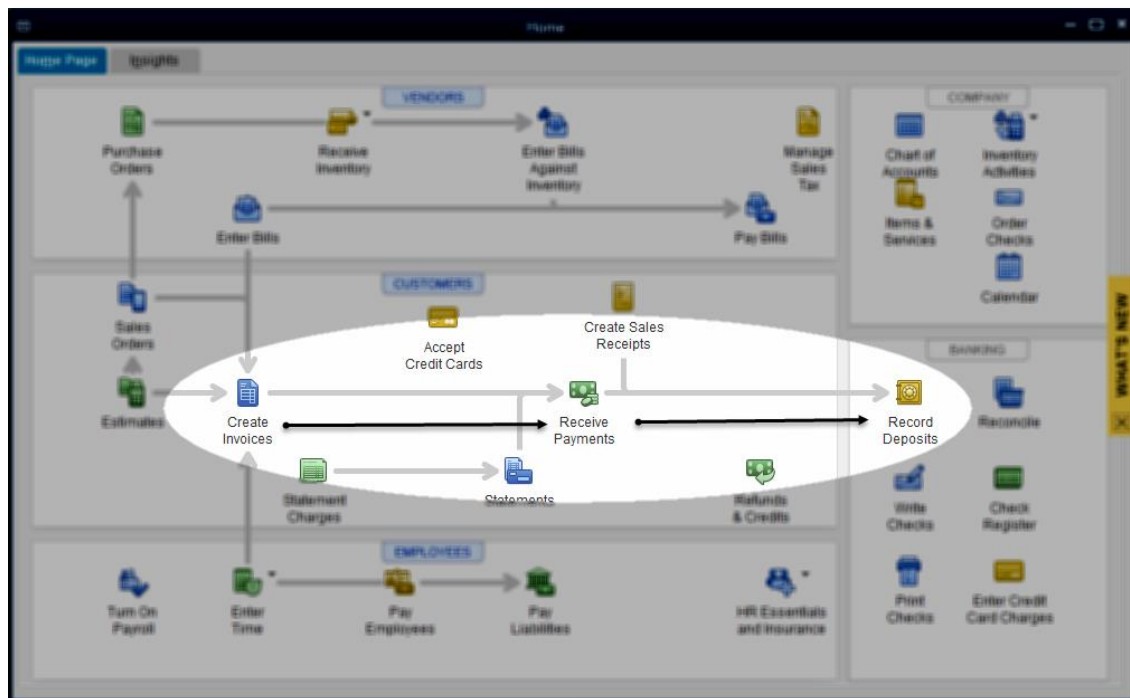 Home
Home Page
Insights
VENDORS
COMPANY
Purchase
Orders
Receive
Inventory
Enter Bills
Against
Inventory
Manage
Sales
Tax
Chart of
Accounts
Inventory
Activities
Enter Bills
Pay Bills
Items &
Services
Order
Checks
Calendar
CUSTOMERS
Sales
Orders
Accept
Credit Cards
Create Sales
Receipts
WHAT'S NEW
BANKING
Estimates
Create
Invoices
Receive
Payments
Record
Deposits
Reconcile
Statement
Charges
Statements
Refunds
& Credits
Write
Checks
Check
Register
EMPLOYEES
Turn On
Payroll
Enter
Time
Pay
Employees
Pay
Liabilities
HR Essentials
and Insurance
Print
Checks
Enter Credit
Card Charges